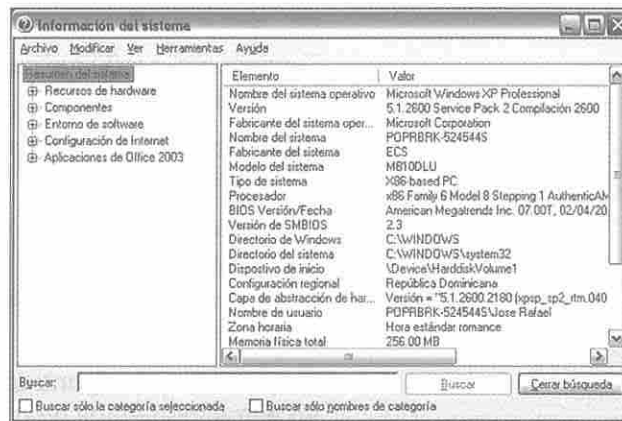 Información del sistema
Archivo Modificar Ver Herramientas Ayuda
Resumen del sistema
Recursos de hardware
Componentes
Entorno de software
Configuración de Internet
Aplicaciones de Office 2003
Elemento Valor
Nombre del sistema operativo Microsoft Windows XP Professional
Versión 5.1.2600 Service Pack 2 Compilación 2600
Fabricante del sistema oper... Microsoft Corporation
Nombre del sistema POPRBRK-524544S
Fabricante del sistema ECS
Modelo del sistema M810DLU
Tipo de sistema X86-based PC
Procesador x86 Family 6 Model 8 Stepping 1 AuthenticAM
BIOS Versión/Fecha American Megatrends Inc. 07.00T, 02/04/20
Versión de SMBIOS 2.3
Directorio de Windows C:\WINDOWS
Directorio del sistema C:\WINDOWS\system32
Dispositivo de inicio \Device\HarddiskVolume1
Configuración regional República Dominicana
Capa de abstracción de har... Versión = "5.1.2600.2180 (xpsp_sp2_rtm.040
Nombre de usuario POPRBRK-524544S\Jose Rafael
Zona horaria Hora estándar romance
Memoria física total 256.00 MB
Buscar: Buscar Cerrar búsqueda
Buscar sólo la categoría seleccionada Buscar sólo nombres de categoría